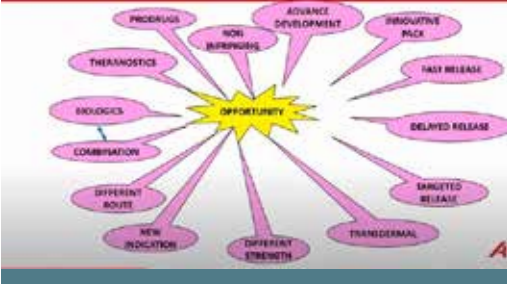 PRODRUGS
NON
INFRINGING
ADVANCE
DEVELOPMENT
INNOVATIVE
PACK
THERANOSTICS
FAST RELEASE
BIOLOGICS
OPPORTUNITY
DELAYED RELEASE
COMBINATION
DIFFERENT
ROUTE
TARGETED
RELEASE
NEW
INDICATION
DIFFERENT
STRENGTH
TRANSDERMAL
A